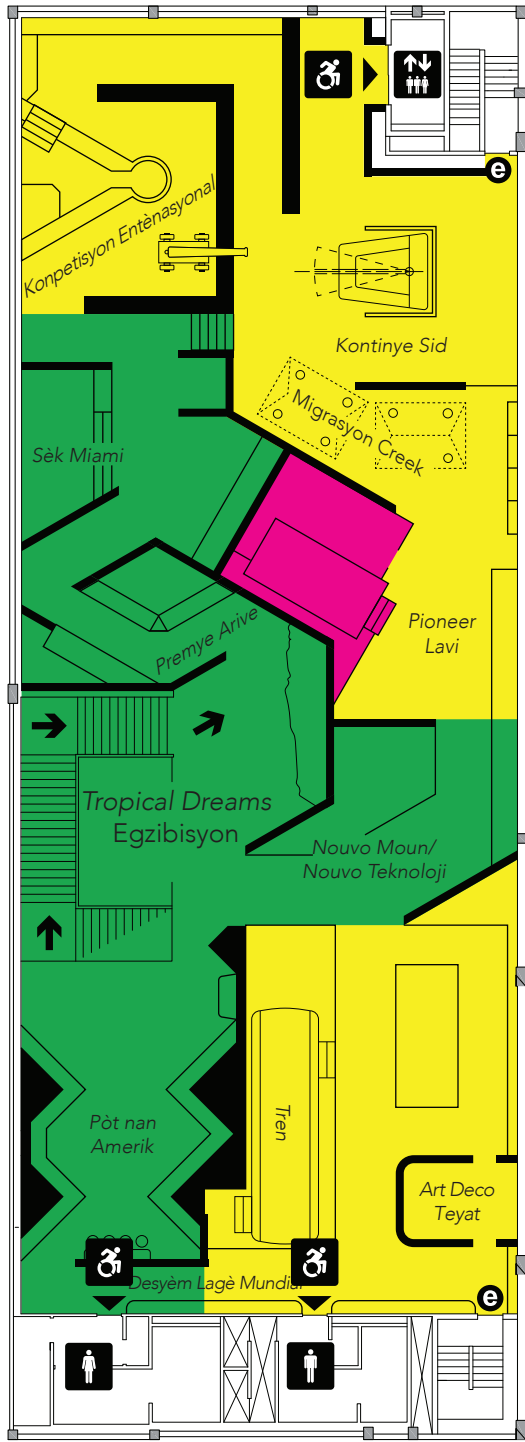 e
Konpetisyon Entènasyonal
Kontinye Sid
Migrasyon Creek
Sèk Miami
Premye Arive
Pioneer
Lavi
Tropical Dreams
Egzibisyon
Nouvo Moun/
Nouvo Teknoloji
Pòt nan
Amerik
Tren
Art Deco
Teyat
Desyèm Lagè Mundial
e